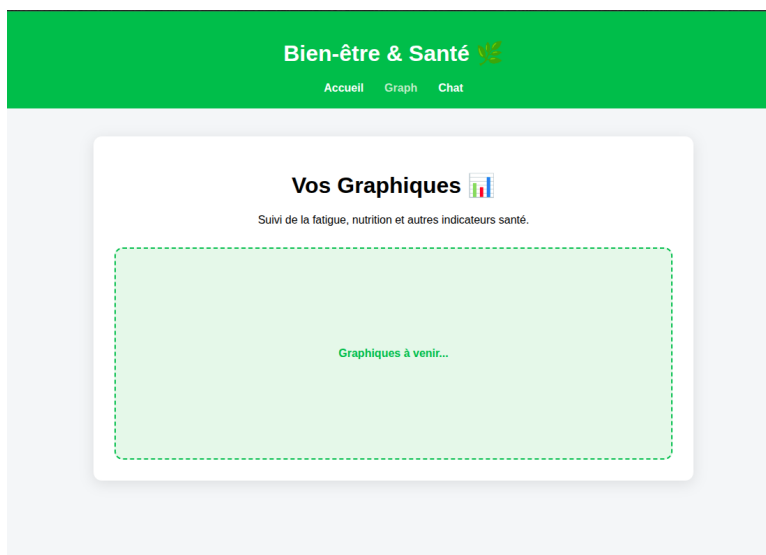 Bien-être & Santé 🌿
Accueil Graph Chat
Vos Graphiques 📊
Suivi de la fatigue, nutrition et autres indicateurs santé.
Graphiques à venir...